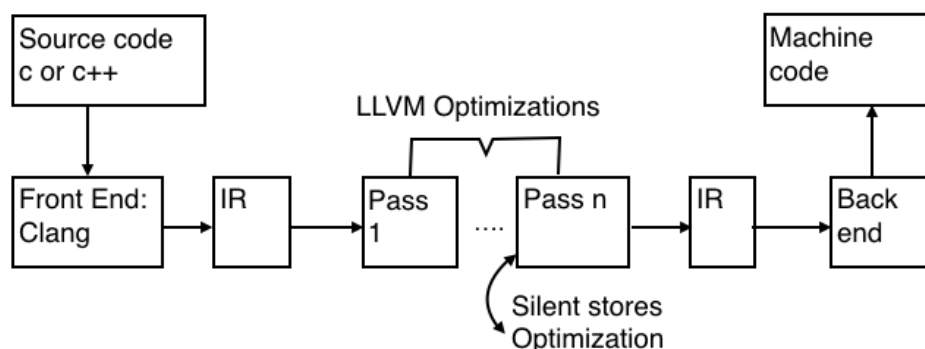 Source code
c or c++
Machine
code
LLVM Optimizations
Front End:
Clang
IR
Pass
1
....
Pass n
IR
Back
end
Silent stores
Optimization